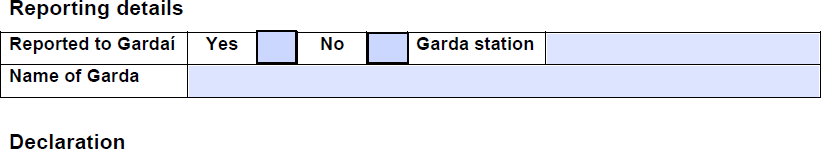 Reporting details
Reported to Gardaí Yes No Garda station
Name of Garda
Declaration